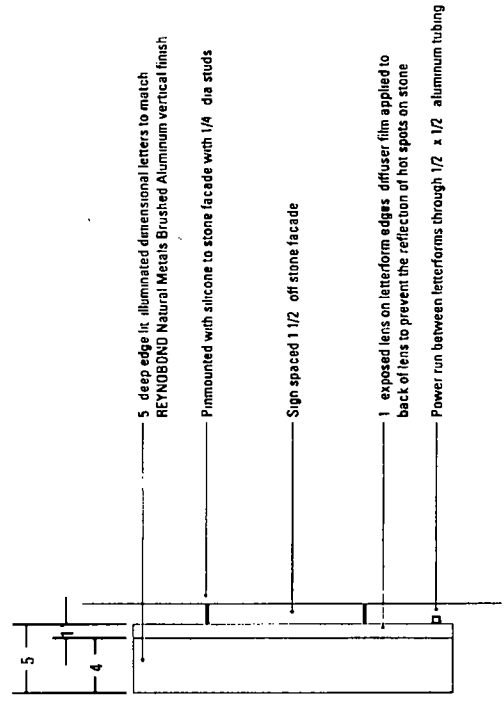 5 deep edge lit illuminated dimensional letters to match
REYNOBOND Natural Metals Brushed Aluminum vertical finish
Pinmounted with silicone to stone facade with 1/4 dia studs
Sign spaced 1 1/2 off stone facade
1 exposed lens on letterform edges diffuser film applied to
back of lens to prevent the reflection of hot spots on stone
Power run between letterforms through 1/2 x 1/2 aluminum tubing
5
4
1